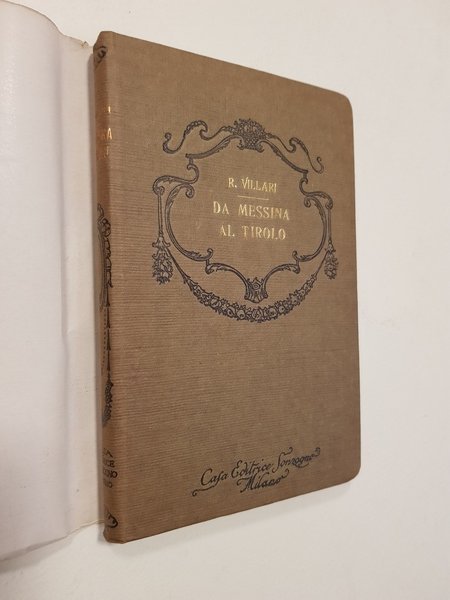 R. VILLARI
DA MESSINA
AL TIROLO
Casa Editrice Sonzogno
Milano